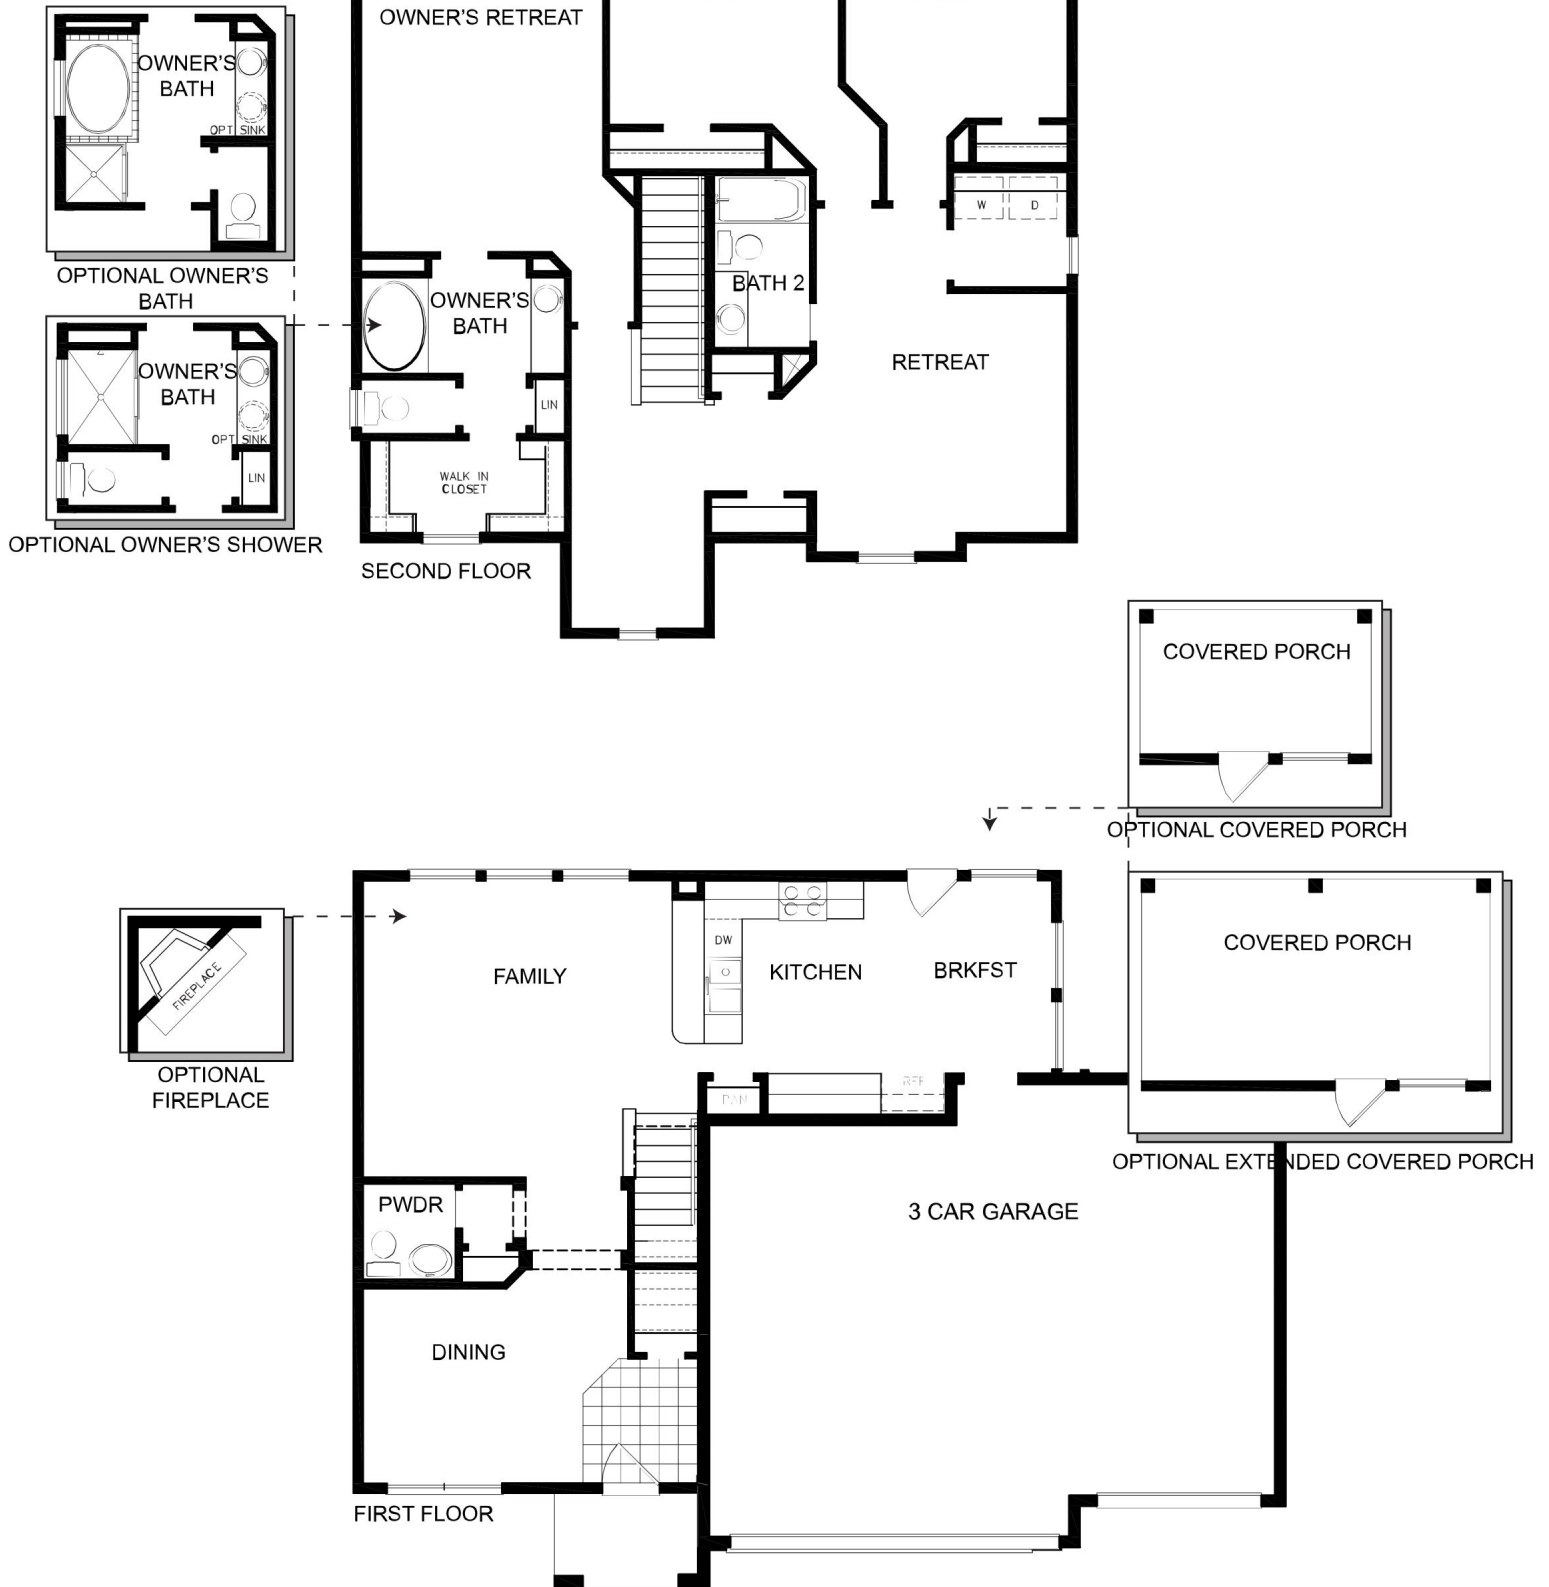 OWNER'S RETREAT
OWNER'S
BATH
OPT SINK
OPTIONAL OWNER'S
BATH
OWNER'S
BATH
OPT SINK
LIN
OPTIONAL OWNER'S SHOWER
OWNER'S
BATH
LIN
WALK IN
CLOSET
BATH 2
W
D
RETREAT
SECOND FLOOR
COVERED PORCH
OPTIONAL COVERED PORCH
COVERED PORCH
OPTIONAL EXTENDED COVERED PORCH
FIREPLACE
OPTIONAL
FIREPLACE
FAMILY
DW
KITCHEN
BRKFST
PAN
REF
PWDR
3 CAR GARAGE
DINING
FIRST FLOOR